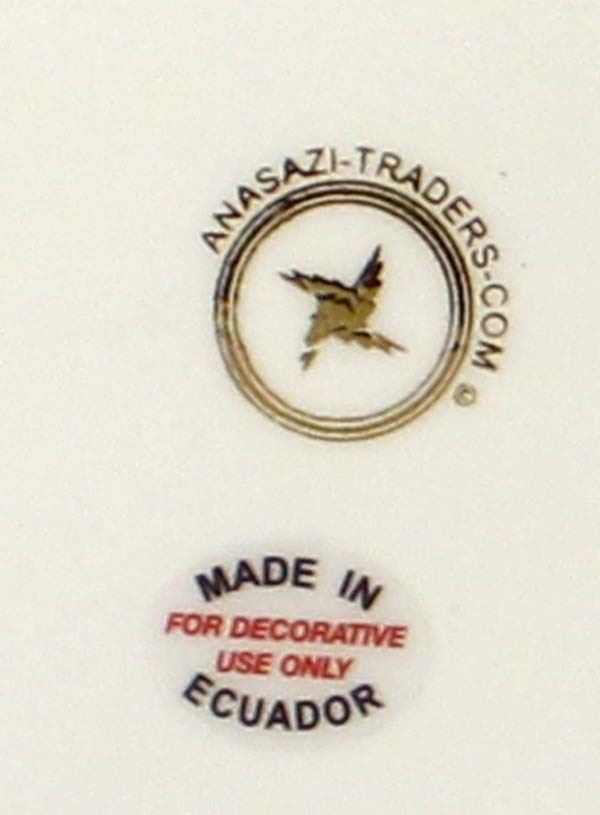 ANASAZI-TRADERS-COM ©
MADE IN
FOR DECORATIVE
USE ONLY
ECUADOR